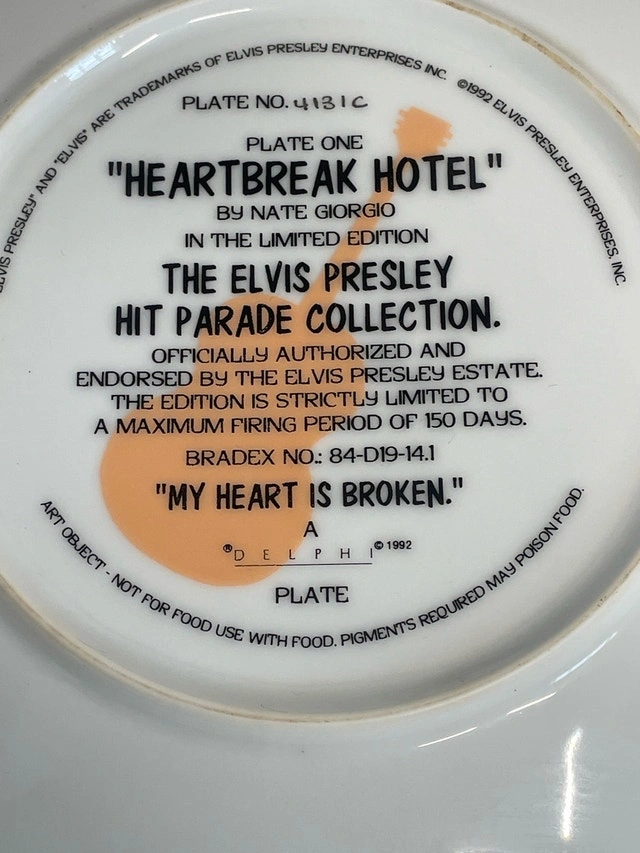 ELVIS PRESLEY" AND "ELVIS" ARE TRADEMARKS OF ELVIS PRESLEY ENTERPRISES INC. ©1992 ELVIS PRESLEY ENTERPRISES, INC.
PLATE NO. 4131C
PLATE ONE
"HEARTBREAK HOTEL"
BY NATE GIORGIO
IN THE LIMITED EDITION
THE ELVIS PRESLEY
HIT PARADE COLLECTION.
OFFICIALLY AUTHORIZED AND
ENDORSED BY THE ELVIS PRESLEY ESTATE.
THE EDITION IS STRICTLY LIMITED TO
A MAXIMUM FIRING PERIOD OF 150 DAYS.
BRADEX NO.: 84-D19-14.1
"MY HEART IS BROKEN."
A
®DELPHI ©1992
PLATE
ART OBJECT - NOT FOR FOOD USE WITH FOOD. PIGMENTS REQUIRED MAY POISON FOOD.